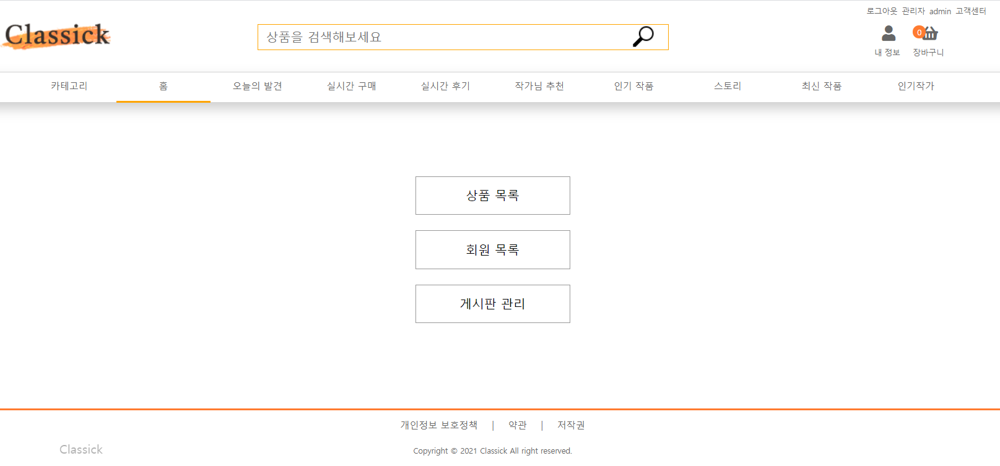 로그아웃 관리자 admin 고객센터
Classick
상품을 검색해보세요
0
내 정보 장바구니
카테고리 홈 오늘의 발견 실시간 구매 실시간 후기 작가님 추천 인기 작품 스토리 최신 작품 인기작가
상품 목록
회원 목록
게시판 관리
개인정보 보호정책 | 약관 | 저작권
Classick
Copyright © 2021 Classick All right reserved.